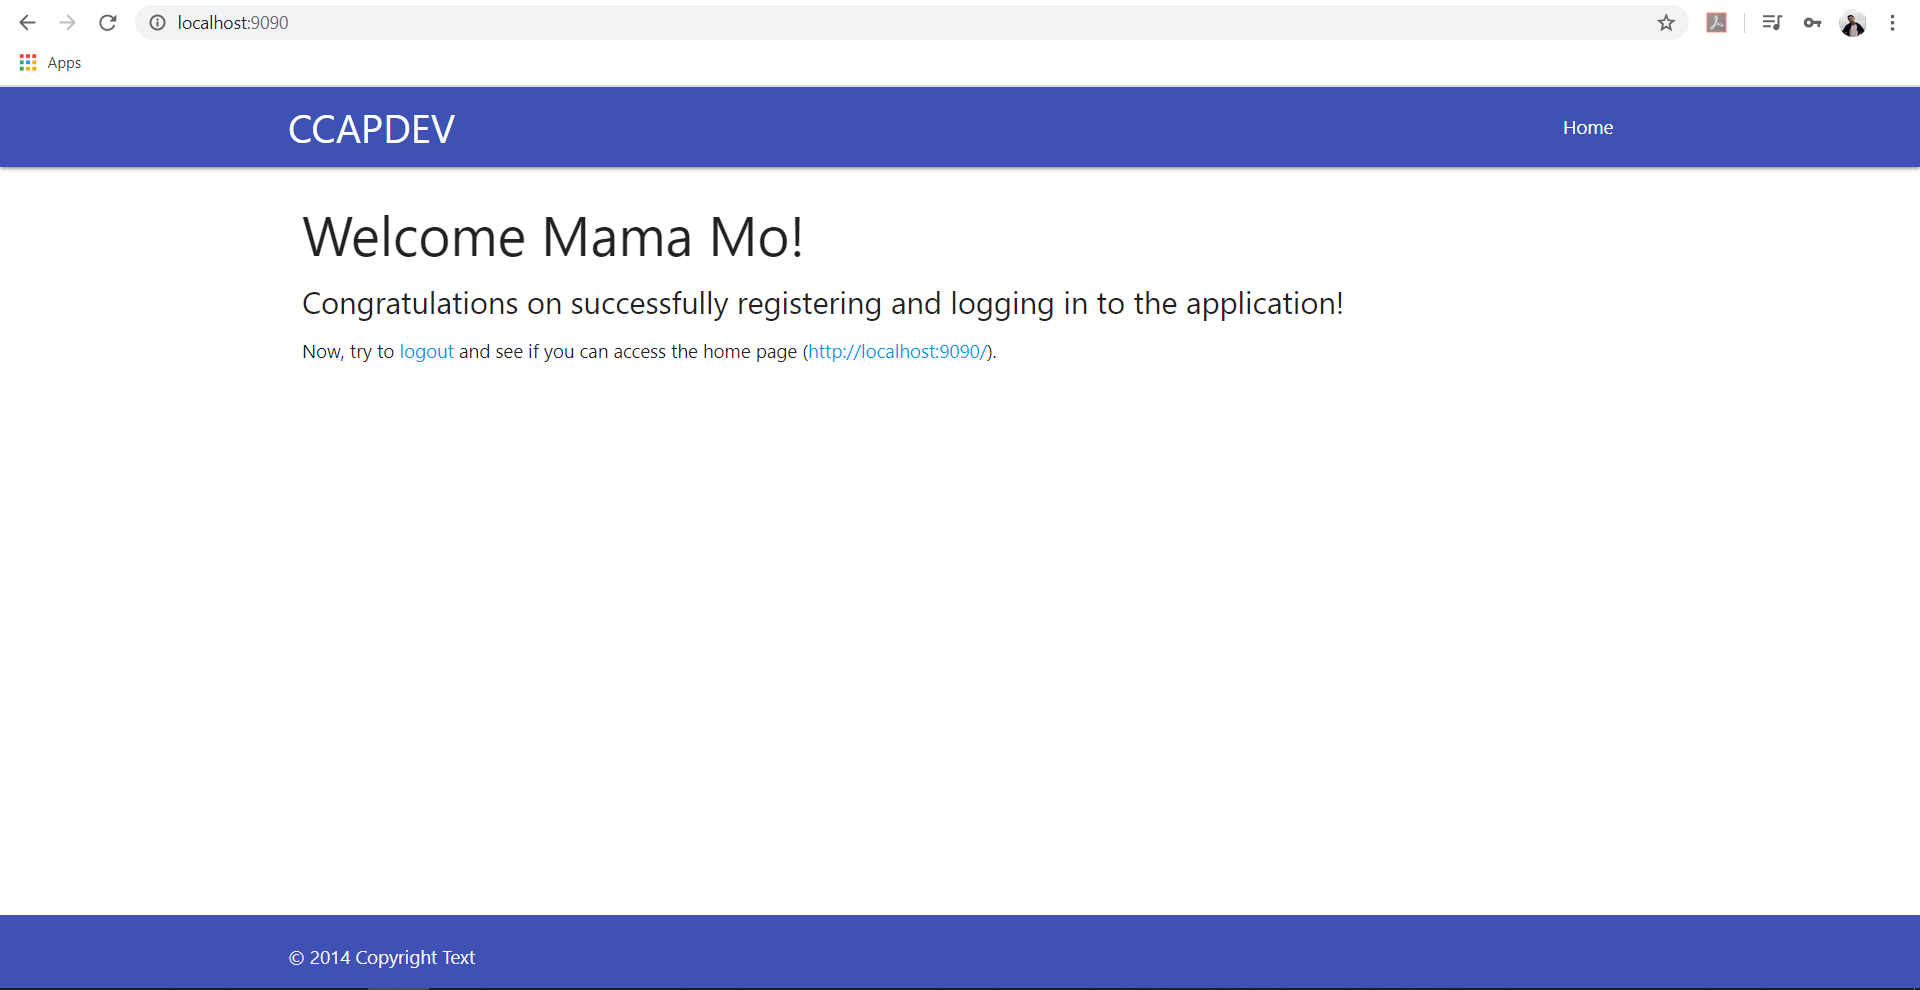 localhost:9090
Apps
CCAPDEV
Home
Welcome Mama Mo!
Congratulations on successfully registering and logging in to the application!
Now, try to logout and see if you can access the home page (http://localhost:9090/).
© 2014 Copyright Text